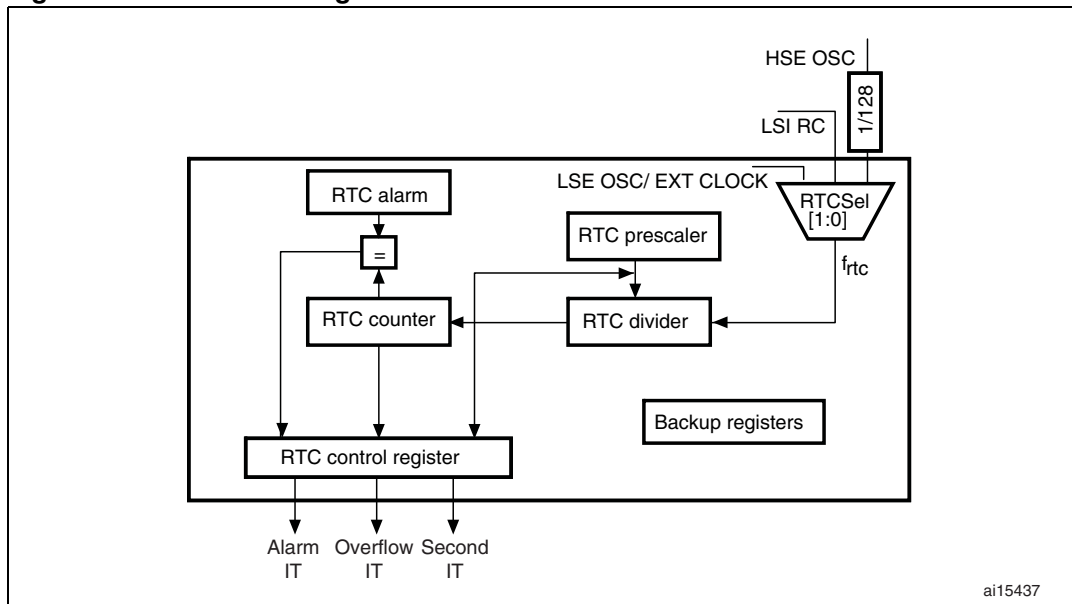 HSE OSC
1/128
LSI RC
LSE OSC/ EXT CLOCK
RTCSel
[1:0]
RTC alarm
RTC prescaler
=
frtc
RTC counter
RTC divider
Backup registers
RTC control register
Alarm
IT
Overflow
IT
Second
IT
ai15437